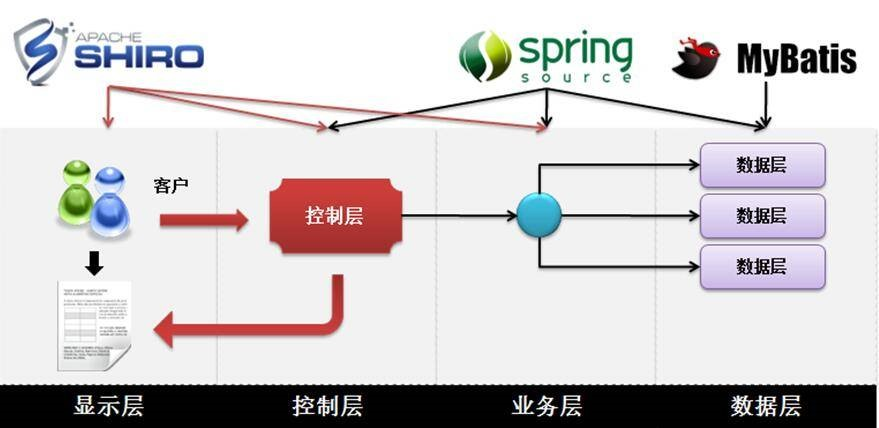 APACHE
SHIRO
spring
source
MyBatis
客户
控制层
数据层
数据层
数据层
显示层
控制层
业务层
数据层